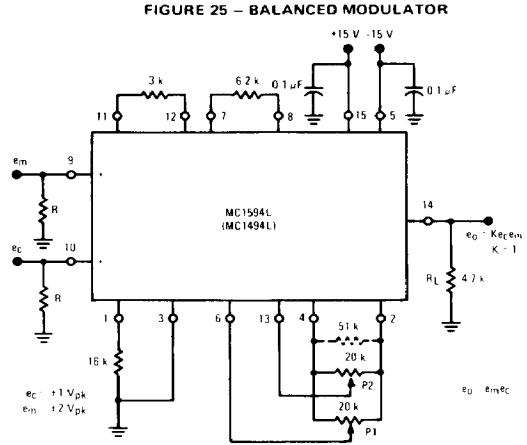 FIGURE 25 – BALANCED MODULATOR
+15 V -15 V
3 k
6.2 k
0.1 µF
0.1 µF
11
12
7
8
15
5
em
9
+
R
MC1594L
(MC1494L)
14
eo = KeCem
K = 1
eC
10
+
R
RL
4.7 k
1
3
6
13
4
2
51 k
16 k
20 k
P2
20 k
P1
eC = ±1 Vpk
em = ±2 Vpk
eo = emeC